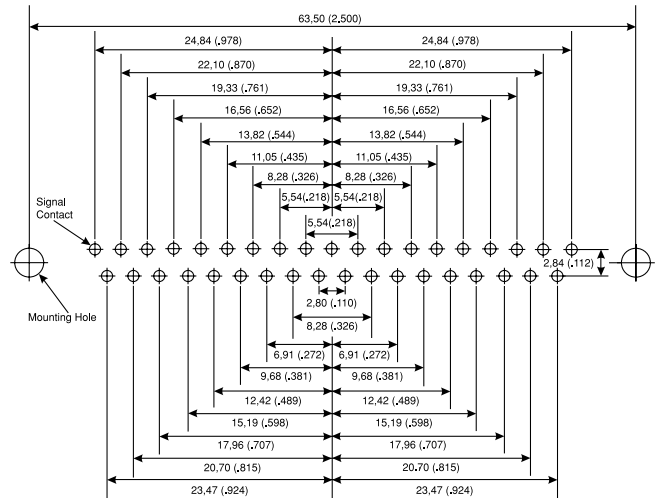 63,50 (2.500)
24,84 (.978) 24,84 (.978)
22,10 (.870) 22,10 (.870)
19,33 (.761) 19,33 (.761)
16,56 (.652) 16,56 (.652)
13,82 (.544) 13,82 (.544)
11,05 (.435) 11,05 (.435)
8,28 (.326) 8,28 (.326)
5,54(.218) 5,54(.218)
Signal
Contact
5,54(.218)
2,84 (.112)
Mounting Hole
2,80 (.110)
8,28 (.326)
6,91 (.272) 6,91 (.272)
9,68 (.381) 9,68 (.381)
12,42 (.489) 12,42 (.489)
15,19 (.598) 15,19 (.598)
17,96 (.707) 17,96 (.707)
20,70 (.815) 20,70 (.815)
23,47 (.924) 23,47 (.924)